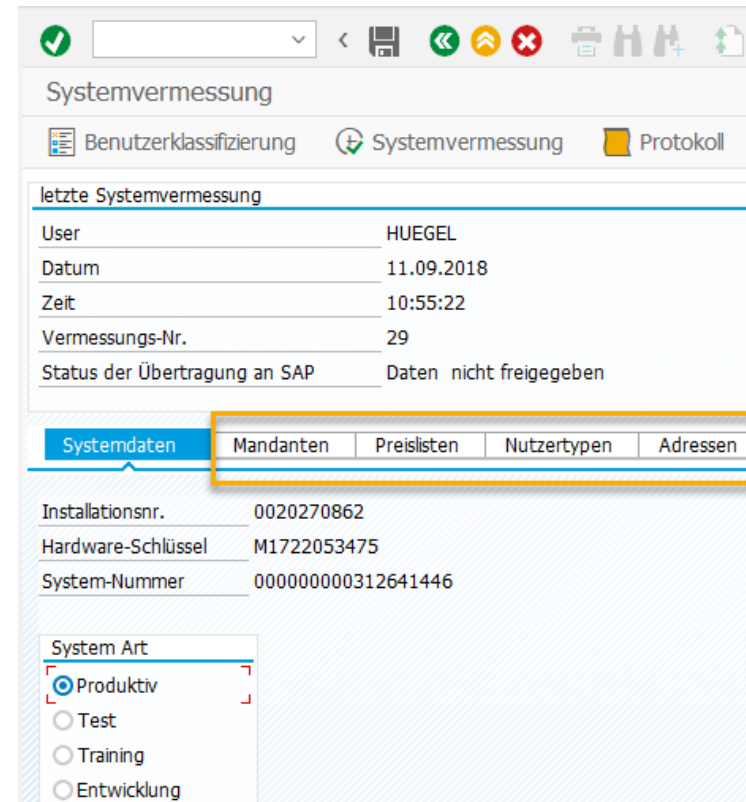 Systemvermessung
Benutzerklassifizierung Systemvermessung Protokoll
letzte Systemvermessung
User HUEGEL
Datum 11.09.2018
Zeit 10:55:22
Vermessungs-Nr. 29
Status der Übertragung an SAP Daten nicht freigegeben
Systemdaten Mandanten Preislisten Nutzertypen Adressen
Installationsnr. 0020270862
Hardware-Schlüssel M1722053475
System-Nummer 000000000312641446
System Art
Produktiv
Test
Training
Entwicklung